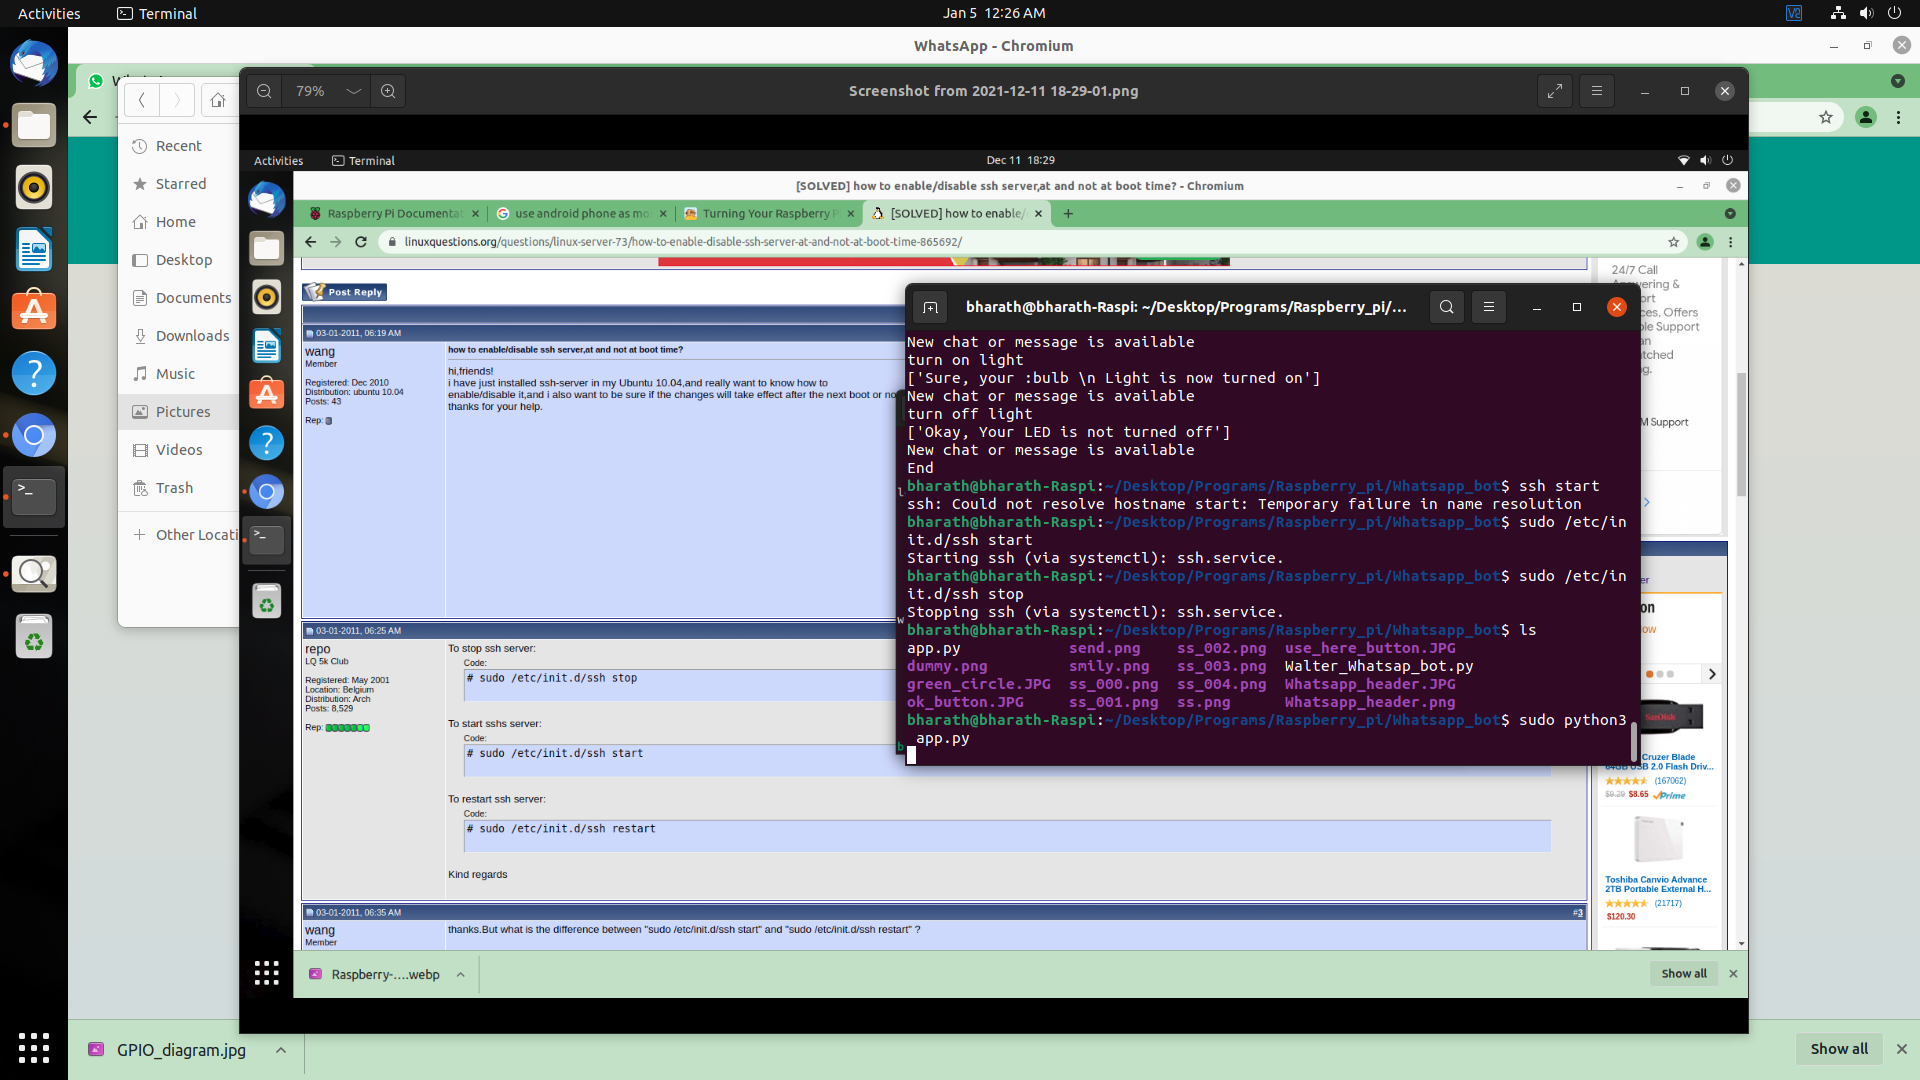 Activities
Terminal
Jan 5 12:26 AM
WhatsApp - Chromium
79%
Screenshot from 2021-12-11 18-29-01.png
Recent
Starred
Home
Desktop
Documents
Downloads
Music
Pictures
Videos
Trash
Other Locati
Activities
Terminal
Dec 11 18:29
[SOLVED] how to enable/disable ssh server,at and not at boot time? - Chromium
Raspberry Pi Documentat
use android phone as mo
Turning Your Raspberry P
[SOLVED] how to enable/
linuxquestions.org/questions/linux-server-73/how-to-enable-disable-ssh-server-at-and-not-at-boot-time-865692/
Post Reply
03-01-2011, 06:19 AM
wang
Member
Registered: Dec 2010
Distribution: ubuntu 10.04
Posts: 43
Rep:
how to enable/disable ssh server,at and not at boot time?
hi,friends!
i have just installed ssh-server in my Ubuntu 10.04,and really want to know how to
enable/disable it,and i also want to be sure if the changes will take effect after the next boot or no
thanks for your help.
03-01-2011, 06:25 AM
repo
LQ 5k Club
Registered: May 2001
Location: Belgium
Distribution: Arch
Posts: 8,529
Rep:
To stop ssh server:
Code:
# sudo /etc/init.d/ssh stop
To start sshs server:
Code:
# sudo /etc/init.d/ssh start
To restart ssh server:
Code:
# sudo /etc/init.d/ssh restart
Kind regards
03-01-2011, 06:35 AM
#3
wang
Member
thanks.But what is the difference between "sudo /etc/init.d/ssh start" and "sudo /etc/init.d/ssh restart" ?
bharath@bharath-Raspi: ~/Desktop/Programs/Raspberry_pi/...
New chat or message is available
turn on light
['Sure, your :bulb \n Light is now turned on']
New chat or message is available
turn off light
['Okay, Your LED is not turned off']
New chat or message is available
End
bharath@bharath-Raspi:~/Desktop/Programs/Raspberry_pi/Whatsapp_bot$ ssh start
ssh: Could not resolve hostname start: Temporary failure in name resolution
bharath@bharath-Raspi:~/Desktop/Programs/Raspberry_pi/Whatsapp_bot$ sudo /etc/in
it.d/ssh start
Starting ssh (via systemctl): ssh.service.
bharath@bharath-Raspi:~/Desktop/Programs/Raspberry_pi/Whatsapp_bot$ sudo /etc/in
it.d/ssh stop
Stopping ssh (via systemctl): ssh.service.
bharath@bharath-Raspi:~/Desktop/Programs/Raspberry_pi/Whatsapp_bot$ ls
app.py send.png ss_002.png use_here_button.JPG
dummy.png smily.png ss_003.png Walter_Whatsap_bot.py
green_circle.JPG ss_000.png ss_004.png Whatsapp_header.JPG
ok_button.JPG ss_001.png ss.png Whatsapp_header.png
bharath@bharath-Raspi:~/Desktop/Programs/Raspberry_pi/Whatsapp_bot$ sudo python3
app.py
24/7 Call
Answering &
ort
ces, Offers
le Support
an
atched
M Support
on
SanDisk
Cruzer Blade
64GB USB 2.0 Flash Driv...
(167062)
$9.29 $8.65 Prime
Toshiba Canvio Advance
2TB Portable External H...
(21717)
$120.30
Raspberry-....webp
Show all
GPIO_diagram.jpg
Show all